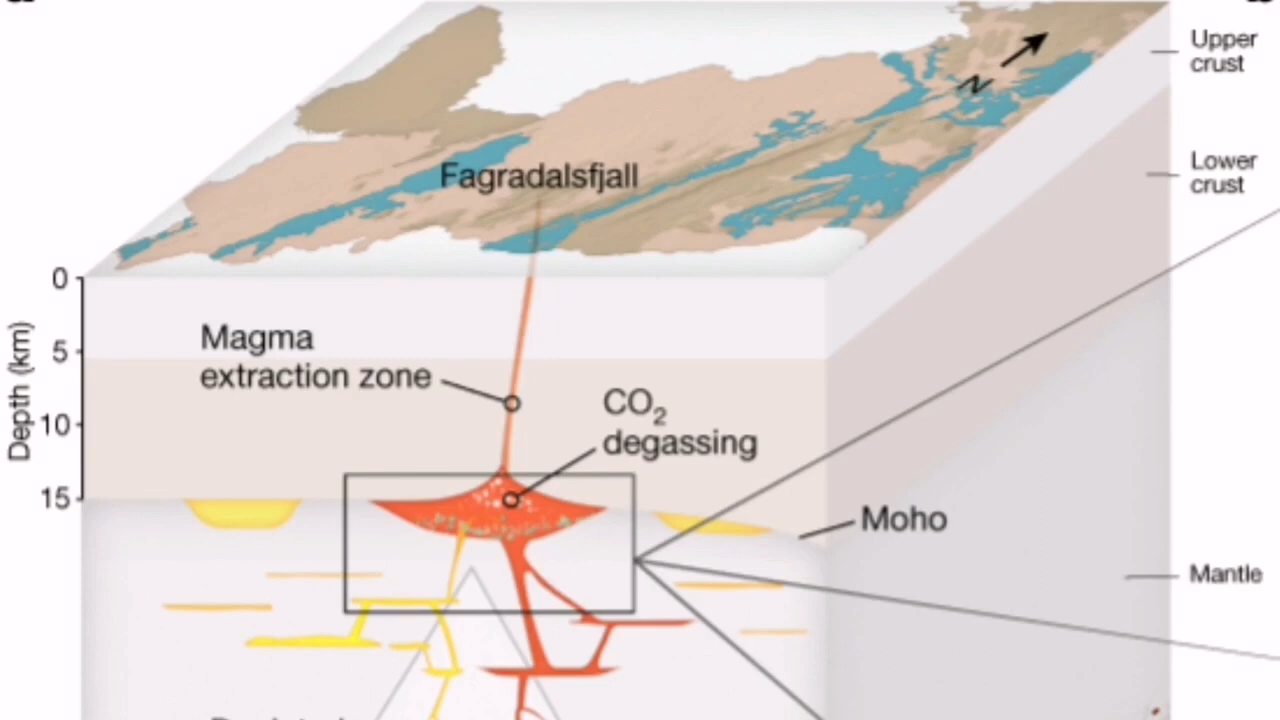 Upper
crust
N
Lower
crust
Fagradalsfjall
0
Magma
extraction zone
5
CO₂
degassing
10
Depth (km)
15
Moho
Mantle